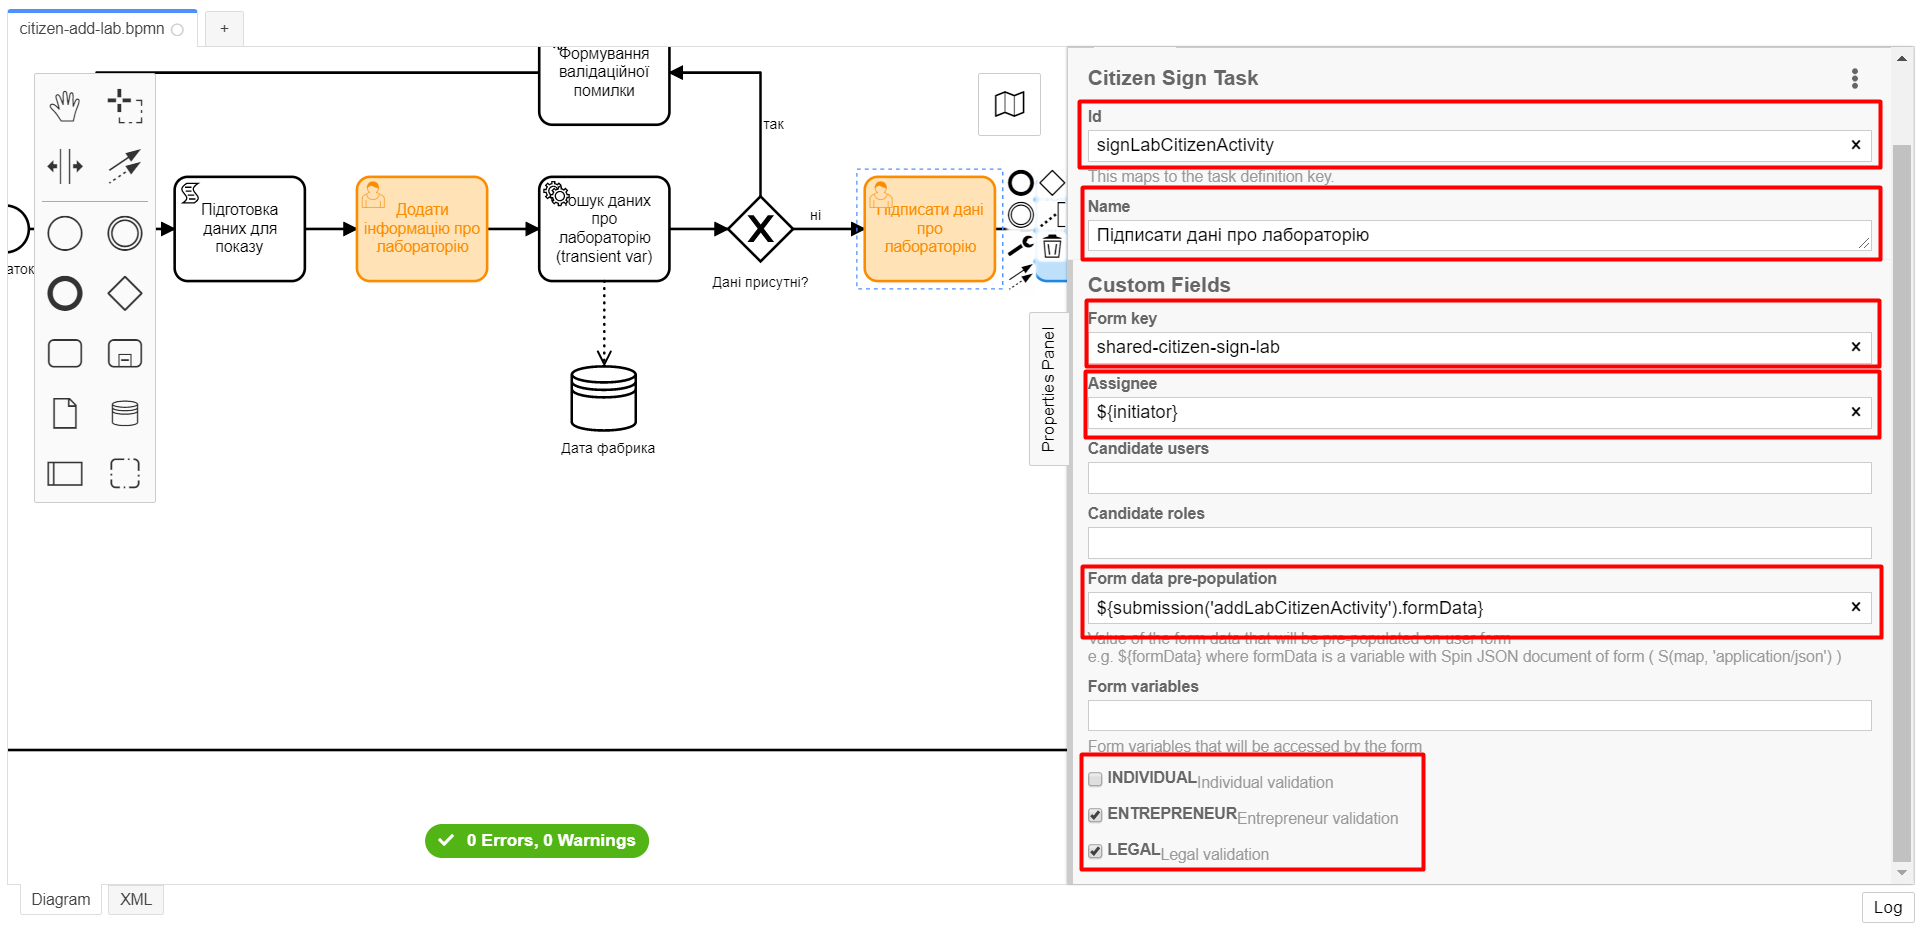 citizen-add-lab.bpmn
+
Формування
валідаційної
помилки
так
Підготовка
даних для
показу
Додати
інформацію про
лабораторію
даних
про
лабораторію
(transient var)
Дані присутні?
ні
Підписати дані
про
лабораторію
Дата фабрика
0 Errors, 0 Warnings
Diagram
XML
Properties Panel
Citizen Sign Task
Id
signLabCitizenActivity
This maps to the task definition key.
Name
Підписати дані про лабораторію
Custom Fields
Form key
shared-citizen-sign-lab
Assignee
${initiator}
Candidate users
Candidate roles
Form data pre-population
${submission('addLabCitizenActivity').formData}
Value of the form data that will be pre-populated on user form
e.g. ${formData} where formData is a variable with Spin JSON document of form ( S(map, 'application/json') )
Form variables
Form variables that will be accessed by the form
INDIVIDUAL Individual validation
ENTREPRENEUR Entrepreneur validation
LEGAL Legal validation
Log